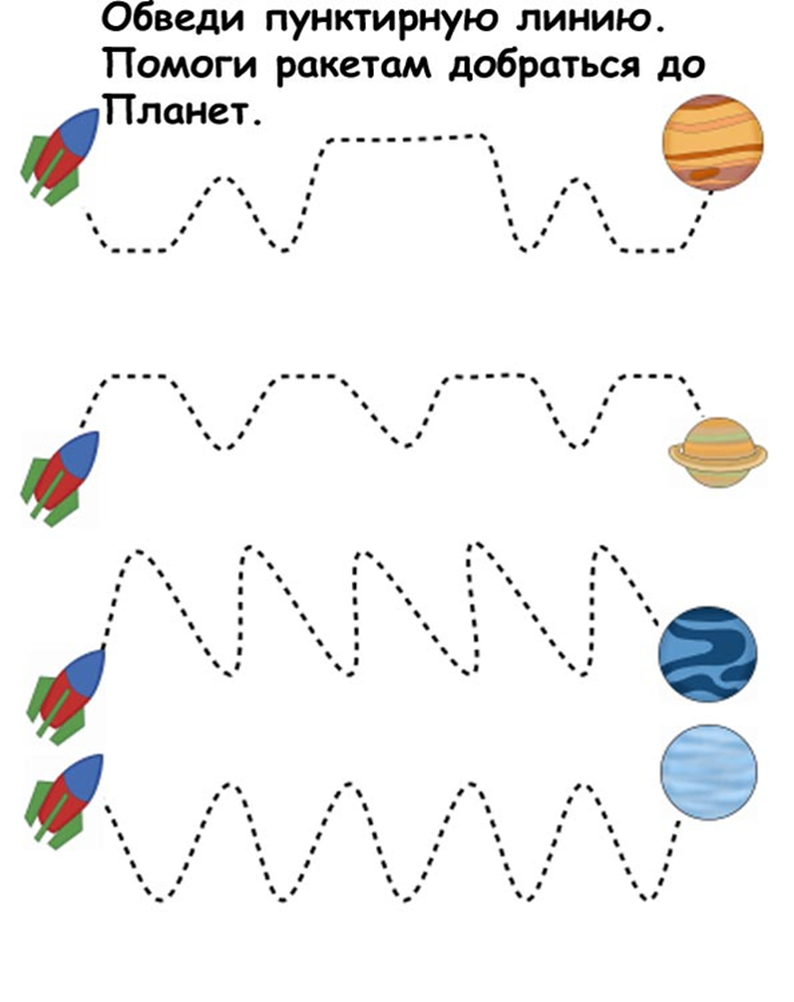 Обведи пунктирную линию.
Помоги ракетам добраться до
Планет.